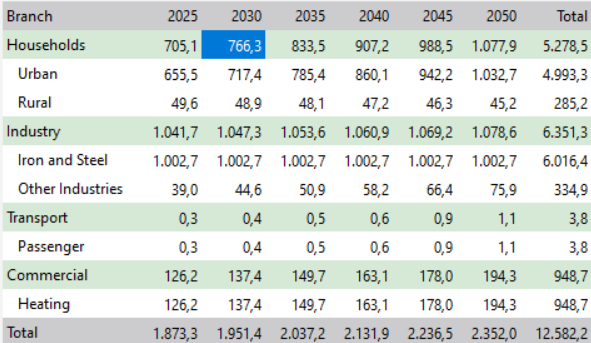 Branch 2025 2030 2035 2040 2045 2050 Total
Households 705,1 766,3 833,5 907,2 988,5 1.077,9 5.278,5
Urban 655,5 717,4 785,4 860,1 942,2 1.032,7 4.993,3
Rural 49,6 48,9 48,1 47,2 46,3 45,2 285,2
Industry 1.041,7 1.047,3 1.053,6 1.060,9 1.069,2 1.078,6 6.351,3
Iron and Steel 1.002,7 1.002,7 1.002,7 1.002,7 1.002,7 1.002,7 6.016,4
Other Industries 39,0 44,6 50,9 58,2 66,4 75,9 334,9
Transport 0,3 0,4 0,5 0,6 0,9 1,1 3,8
Passenger 0,3 0,4 0,5 0,6 0,9 1,1 3,8
Commercial 126,2 137,4 149,7 163,1 178,0 194,3 948,7
Heating 126,2 137,4 149,7 163,1 178,0 194,3 948,7
Total 1.873,3 1.951,4 2.037,2 2.131,9 2.236,5 2.352,0 12.582,2